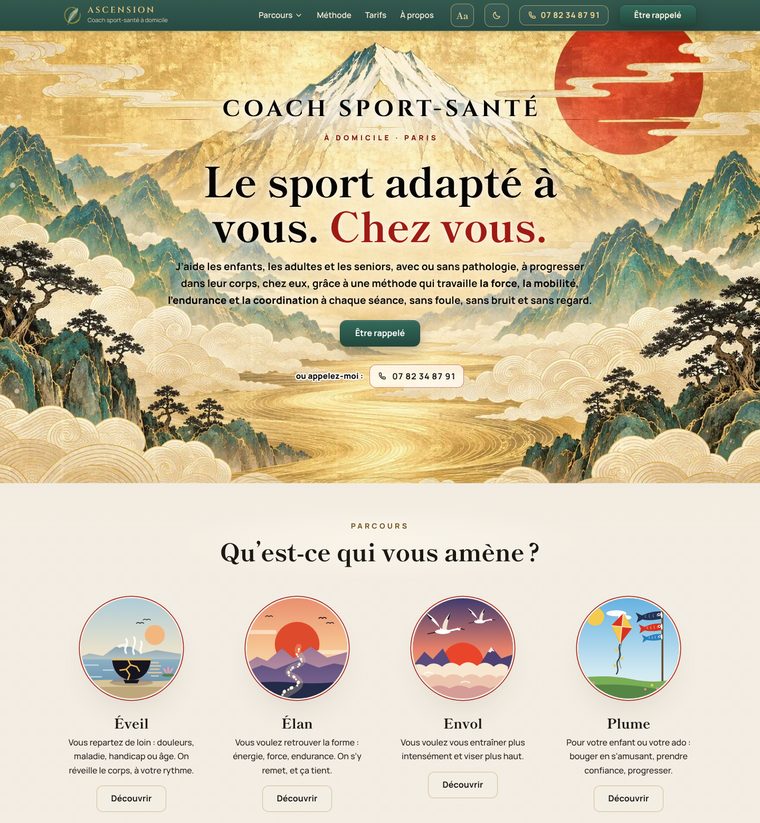 ASCENSION
Coach sport-santé à domicile
Parcours
Méthode
Tarifs
À propos
Aa
07 82 34 87 91
Être rappelé
COACH SPORT-SANTÉ
À DOMICILE · PARIS
Le sport adapté à
vous. Chez vous.
J'aide les enfants, les adultes et les seniors, avec ou sans pathologie, à progresser
dans leur corps, chez eux, grâce à une méthode qui travaille la force, la mobilité,
l'endurance et la coordination à chaque séance, sans foule, sans bruit et sans regard.
Être rappelé
ou appelez-moi : 07 82 34 87 91
PARCOURS
Qu'est-ce qui vous amène ?
Éveil
Vous repartez de loin : douleurs,
maladie, handicap ou âge. On
réveille le corps, à votre rythme.
Découvrir
Élan
Vous voulez retrouver la forme :
énergie, force, endurance. On s'y
remet, et ça tient.
Découvrir
Envol
Vous voulez vous entraîner plus
intensément et viser plus haut.
Découvrir
Plume
Pour votre enfant ou votre ado :
bouger en s'amusant, prendre
confiance, progresser.
Découvrir